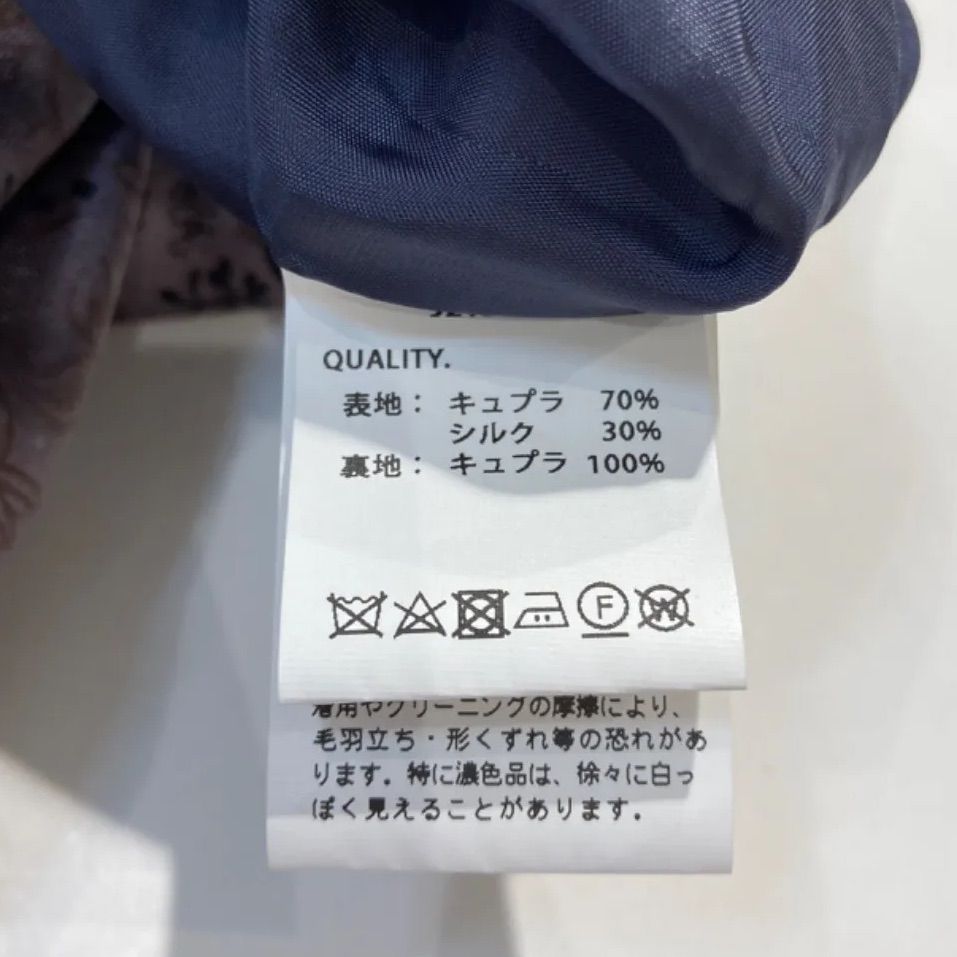 QUALITY.
表地： キュプラ 70%
シルク 30%
裏地： キュプラ 100%
F
W
着用やクリーニングの摩擦により、
毛羽立ち・形くずれ等の恐れがあ
ります。特に濃色品は、徐々に白っ
ぽく見えることがあります。